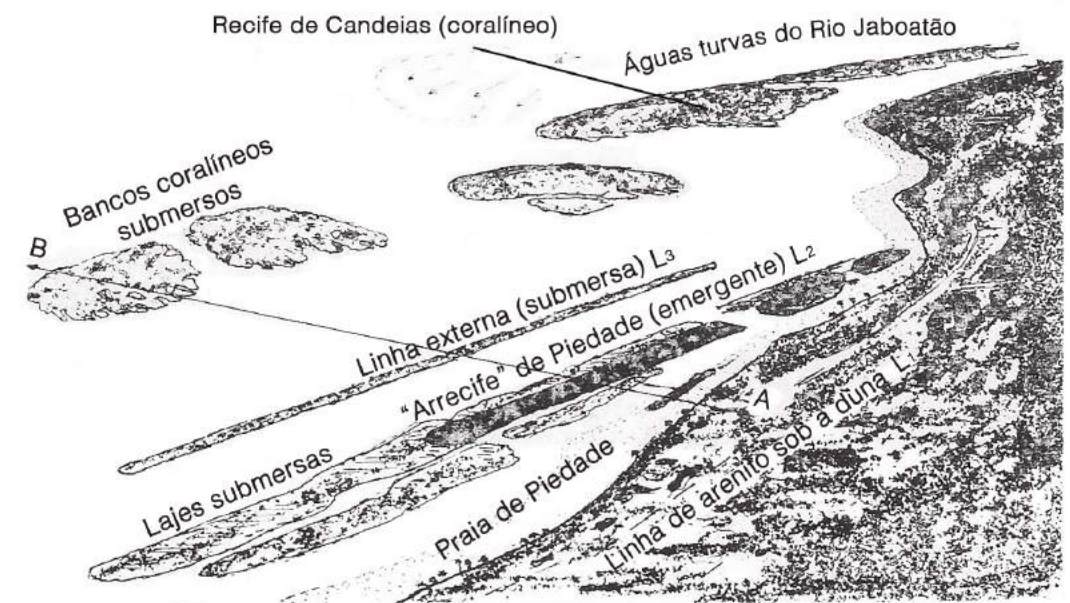 Recife de Candeias (coralíneo)
Águas turvas do Rio Jaboatão
Bancos coralíneos
submersos
B
Linha externa (submersa) L3
"Arrecife" de Piedade (emergente) L2
A
Linha de arenito sob a duna L1
Lajes submersas
Praia de Piedade